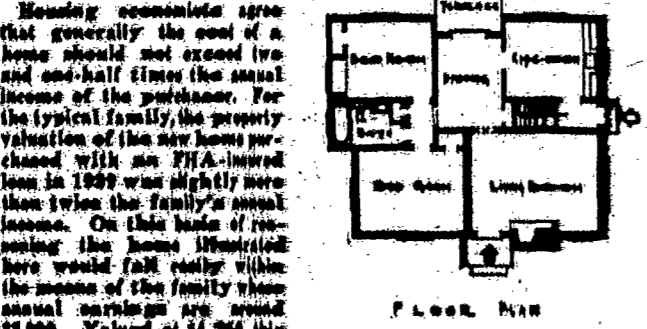 Housing economists agree
that generally the cost of a
home should not exceed two
and one-half times the annual
income of the purchaser. For
the typical family, the property
valuation of the new home pur-
chased with an FHA-insured
loan in 1939 was slightly more
than twice the family's annual
income. On this basis of rea-
soning the home illustrated
here would fall easily within
the means of the family whose
annual earnings are around
Valued at this
Bed Room
Dining
Bed Room
Living Room
FLOOR PLAN